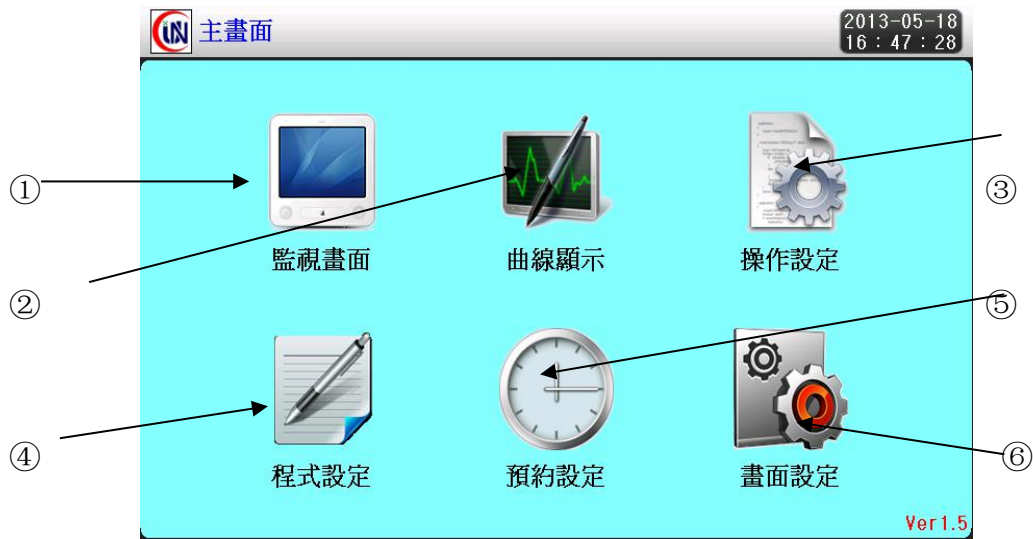 iN 主畫面
2013-05-18
16 : 47 : 28
①
②
③
監視畫面 曲線顯示 操作設定
④
⑤
⑥
程式設定 預約設定 畫面設定
Ver1.5